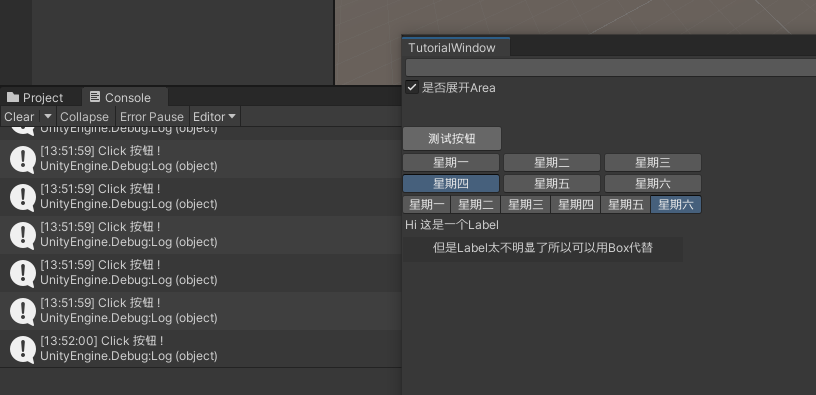 TutorialWindow
是否展开Area
Project Console
Clear Collapse Error Pause Editor
UnityEngine.Debug:Log (object)
[13:51:59] Click 按钮 !
UnityEngine.Debug:Log (object)
[13:51:59] Click 按钮 !
UnityEngine.Debug:Log (object)
[13:51:59] Click 按钮 !
UnityEngine.Debug:Log (object)
[13:51:59] Click 按钮 !
UnityEngine.Debug:Log (object)
[13:51:59] Click 按钮 !
UnityEngine.Debug:Log (object)
[13:52:00] Click 按钮 !
UnityEngine.Debug:Log (object)
测试按钮
星期一 星期二 星期三
星期四 星期五 星期六
星期一 星期二 星期三 星期四 星期五 星期六
Hi 这是一个Label
但是Label太不明显了所以可以用Box代替